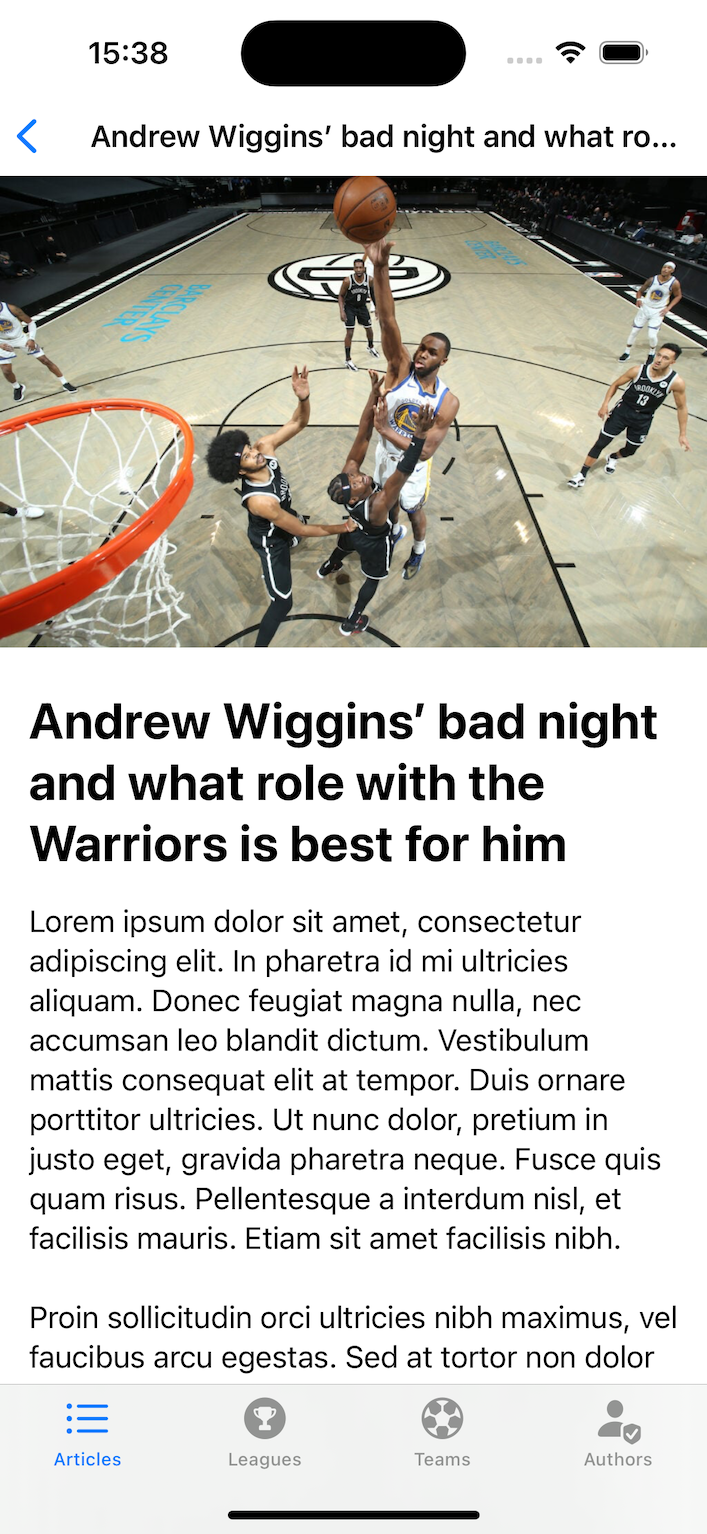 15:38
Andrew Wiggins’ bad night and what ro...
BARCLAYS
CENTER
BROOKLYN
13
Andrew Wiggins’ bad night
and what role with the
Warriors is best for him
Lorem ipsum dolor sit amet, consectetur
adipiscing elit. In pharetra id mi ultricies
aliquam. Donec feugiat magna nulla, nec
accumsan leo blandit dictum. Vestibulum
mattis consequat elit at tempor. Duis ornare
porttitor ultricies. Ut nunc dolor, pretium in
justo eget, gravida pharetra neque. Fusce quis
quam risus. Pellentesque a interdum nisl, et
facilisis mauris. Etiam sit amet facilisis nibh.
Proin sollicitudin orci ultricies nibh maximus, vel
faucibus arcu egestas. Sed at tortor non dolor
Articles
Leagues
Teams
Authors